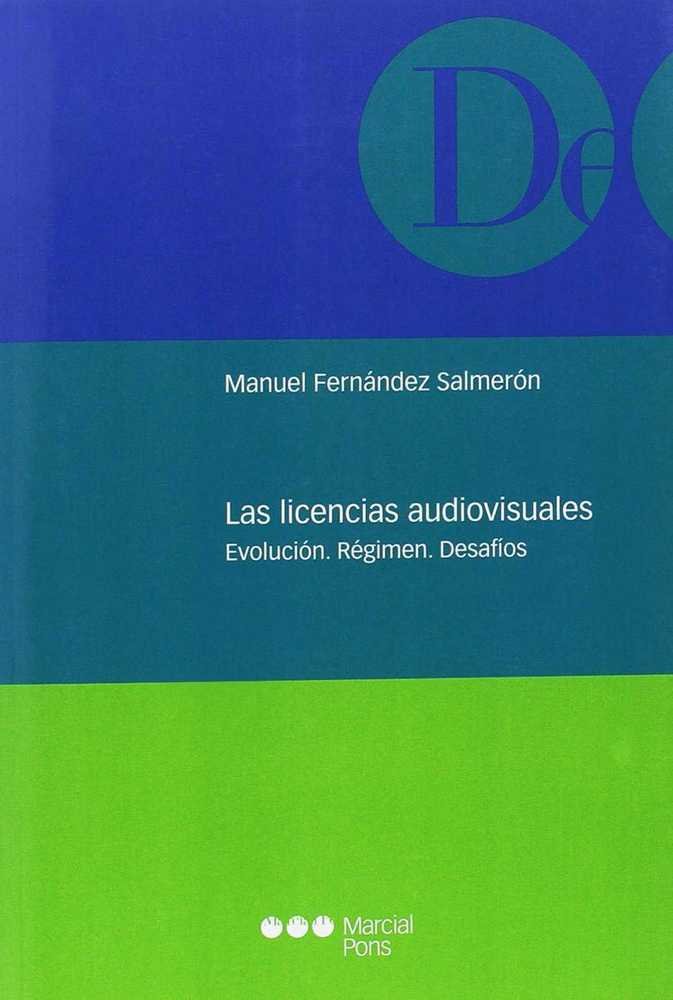 De
Manuel Fernández Salmerón
Las licencias audiovisuales
Evolución. Régimen. Desafíos
Marcial
Pons